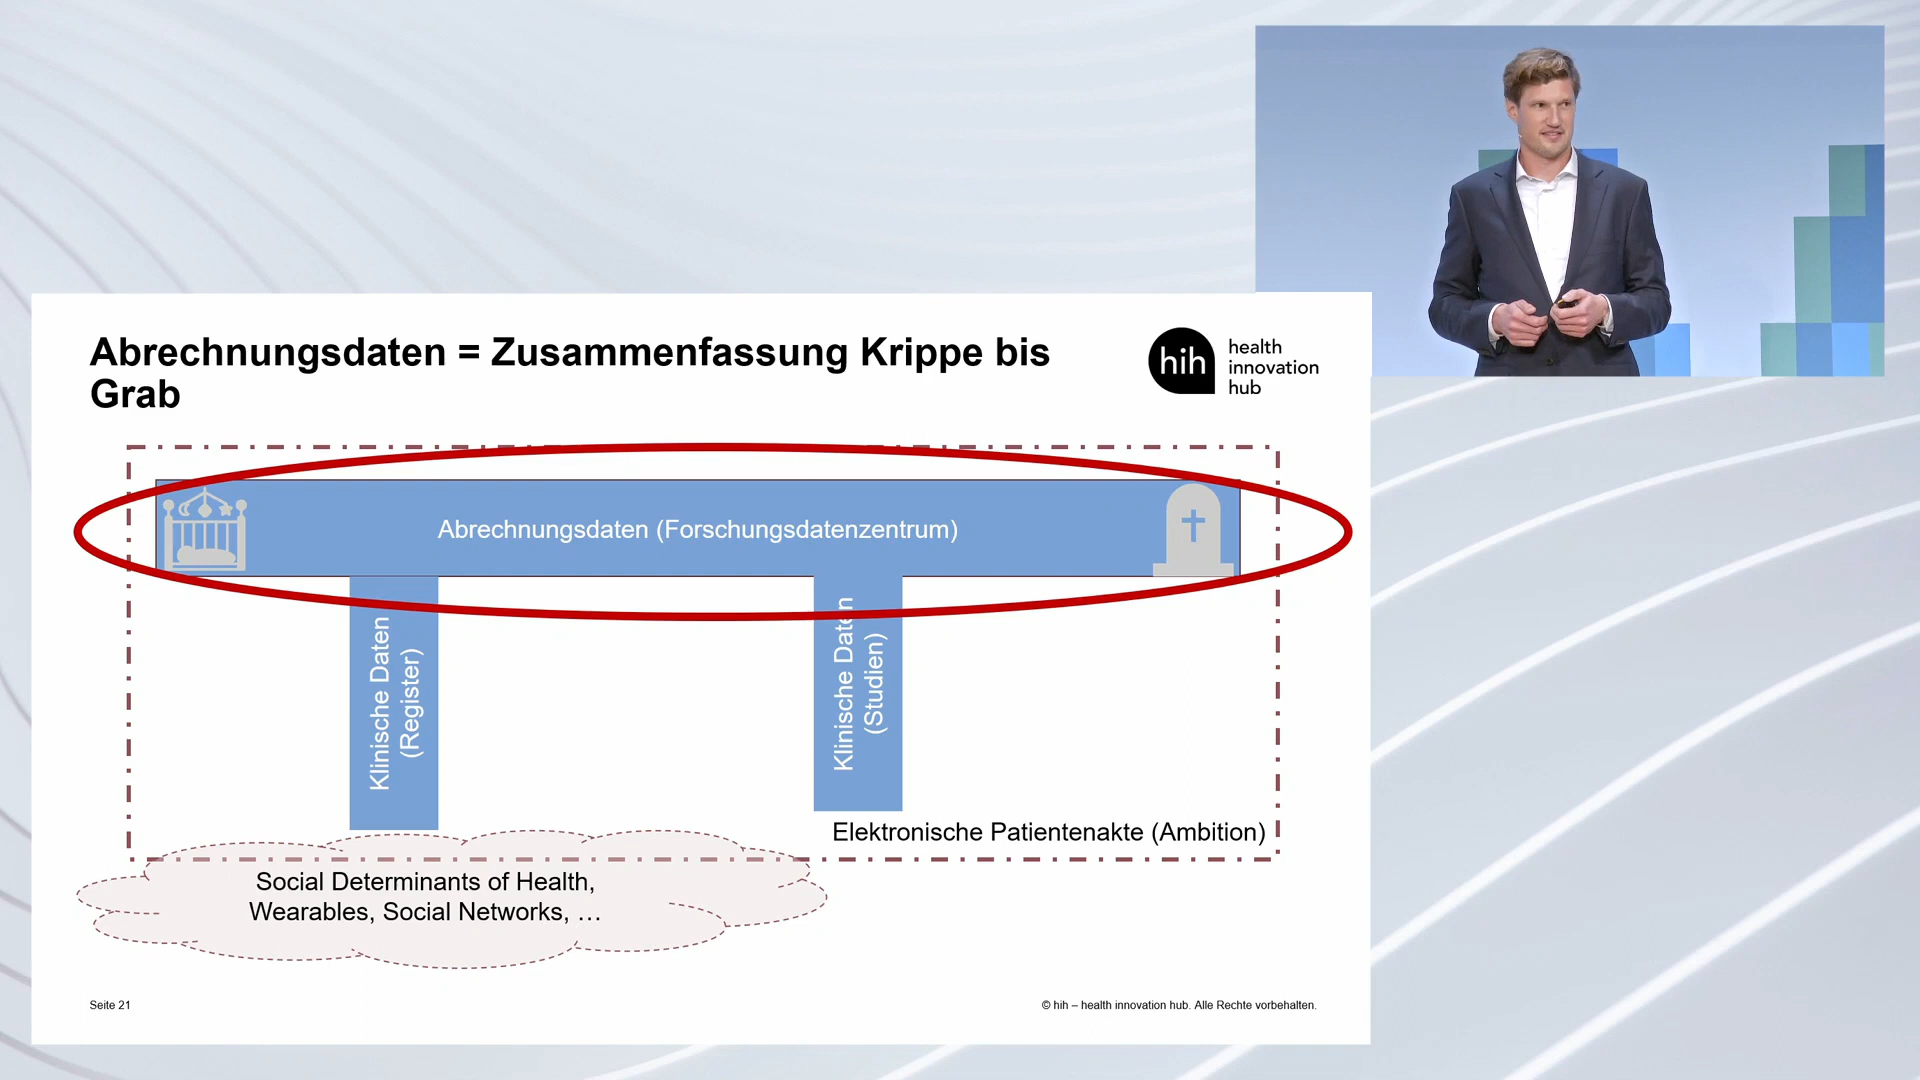 Abrechnungsdaten = Zusammenfassung Krippe bis
Grab
hih
health
innovation
hub
Abrechnungsdaten (Forschungsdatenzentrum)
Klinische Daten
(Register)
Klinische Daten
(Studien)
Elektronische Patientenakte (Ambition)
Social Determinants of Health,
Wearables, Social Networks, …
Seite 21
© hih – health innovation hub. Alle Rechte vorbehalten.